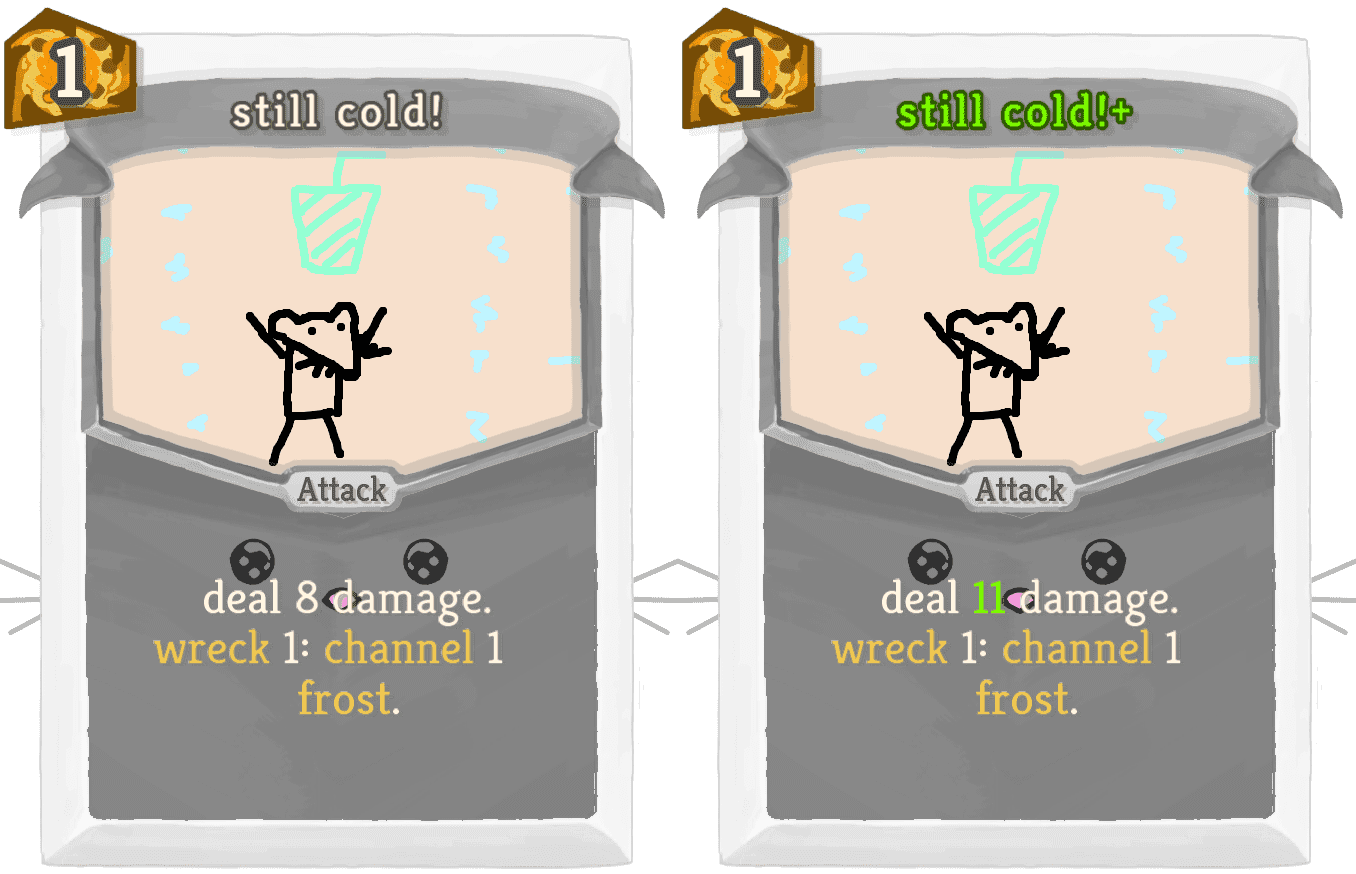 1
still cold!
Attack
deal 8 damage.
wreck 1: channel 1
frost.
1
still cold!+
Attack
deal 11 damage.
wreck 1: channel 1
frost.